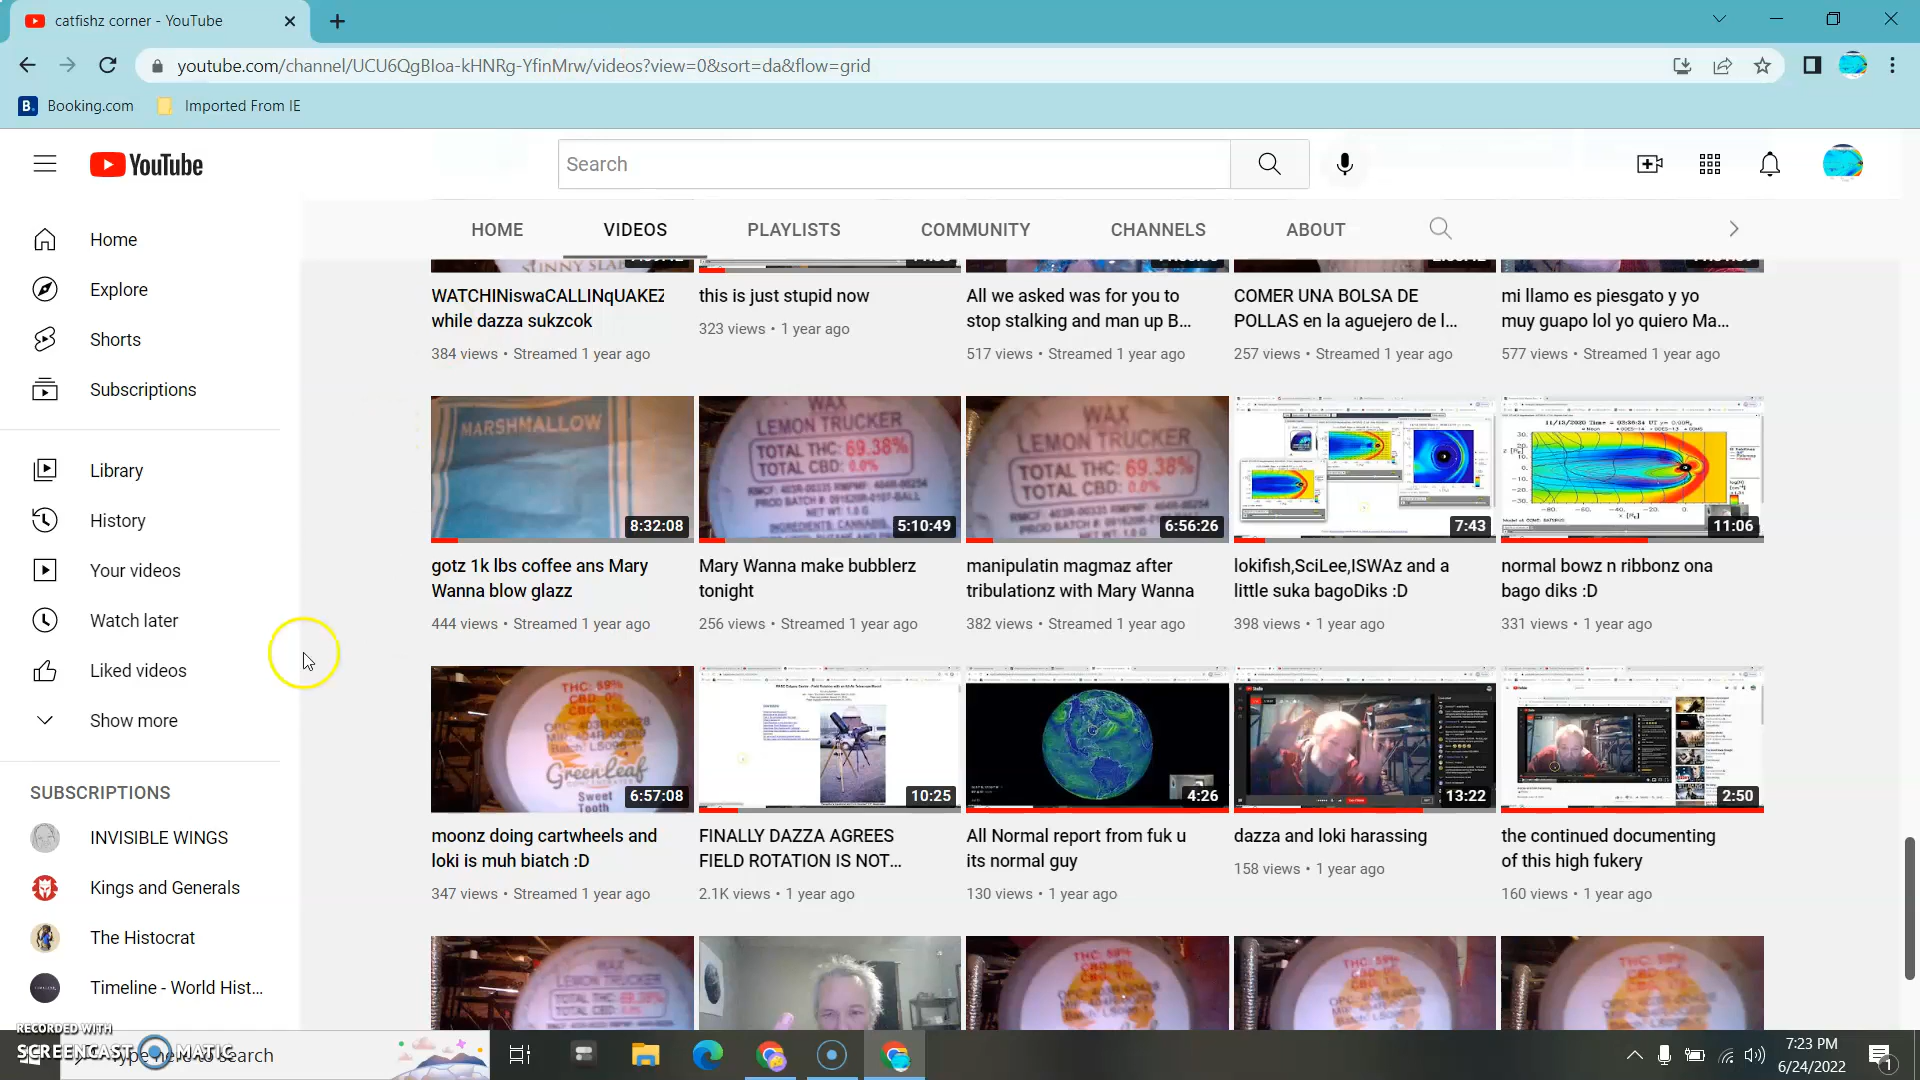 catfishz corner - YouTube
youtube.com/channel/UCU6QgBIoa-kHNRg-YfinMrw/videos?view=0&sort=da&flow=grid
B. Booking.com
Imported From IE
YouTube
Search
Home
Explore
Shorts
Subscriptions
Library
History
Your videos
Watch later
Liked videos
Show more
SUBSCRIPTIONS
INVISIBLE WINGS
Kings and Generals
The Histocrat
Timeline - World Hist...
HOME VIDEOS PLAYLISTS COMMUNITY CHANNELS ABOUT
WATCHINiswaCALLINqUAKEZ
while dazza sukzcok
384 views • Streamed 1 year ago
this is just stupid now
323 views • 1 year ago
All we asked was for you to
stop stalking and man up B...
517 views • Streamed 1 year ago
COMER UNA BOLSA DE
POLLAS en la aguejero de l...
257 views • Streamed 1 year ago
mi llamo es piesgato y yo
muy guapo lol yo quiero Ma...
577 views • Streamed 1 year ago
MARSHMALLOW
8:32:08
gotz 1k lbs coffee ans Mary
Wanna blow glazz
444 views • Streamed 1 year ago
WAX
LEMON TRUCKER
TOTAL THC: 69.38%
TOTAL CBD: 0.0%
5:10:49
Mary Wanna make bubblerz
tonight
256 views • Streamed 1 year ago
WAX
LEMON TRUCKER
TOTAL THC: 69.38%
TOTAL CBD: 0.0%
6:56:26
manipulatin magmaz after
tribulationz with Mary Wanna
382 views • Streamed 1 year ago
7:43
lokifish,SciLee,ISWAz and a
little suka bagoDiks :D
398 views • 1 year ago
11:06
normal bowz n ribbonz ona
bago diks :D
331 views • 1 year ago
GreenLeaf
Sweet
Tooth
6:57:08
moonz doing cartwheels and
loki is muh biatch :D
347 views • Streamed 1 year ago
10:25
FINALLY DAZZA AGREES
FIELD ROTATION IS NOT...
2.1K views • 1 year ago
4:26
All Normal report from fuk u
its normal guy
130 views • 1 year ago
13:22
dazza and loki harassing
158 views • 1 year ago
2:50
the continued documenting
of this high fukery
160 views • 1 year ago
WAX
LEMON TRUCKER
RECORDED WITH
SCREENCAST MATIC
Type here to search
7:23 PM
6/24/2022
1